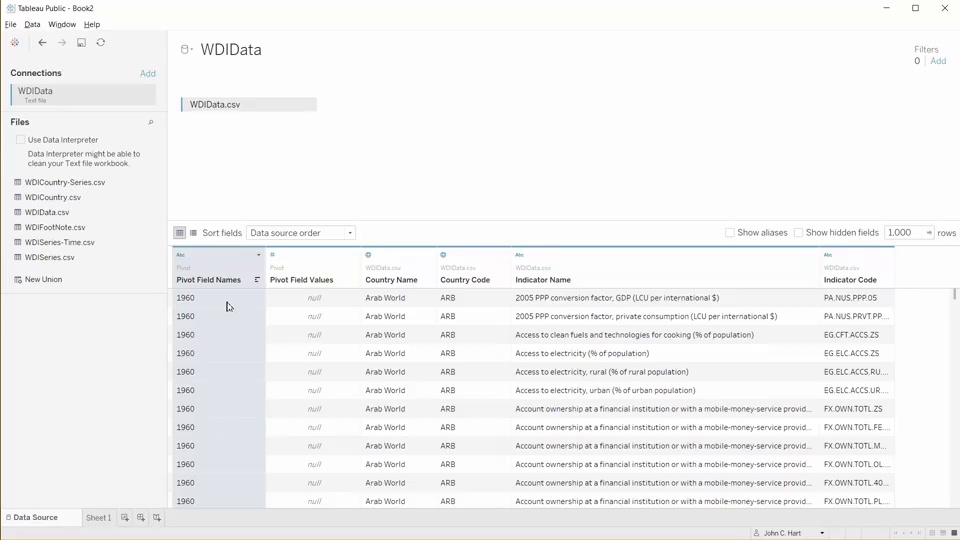 Tableau Public - Book2
File Data Window Help
Connections Add
WDIData
Text file
Files
Use Data Interpreter
Data Interpreter might be able to
clean your Text file workbook.
WDICountry-Series.csv
WDICountry.csv
WDIData.csv
WDIFootNote.csv
WDISeries-Time.csv
WDISeries.csv
New Union
WDIData
Filters
0 Add
WDIData.csv
Sort fields Data source order Show aliases Show hidden fields 1,000 rows
Abc Abc Abc
Pivot Pivot WDIData.csv WDIData.csv WDIData.csv WDIData.csv
Pivot Field Names Pivot Field Values Country Name Country Code Indicator Name Indicator Code
1960 null Arab World ARB 2005 PPP conversion factor, GDP (LCU per international $) PA.NUS.PPP.05
1960 null Arab World ARB 2005 PPP conversion factor, private consumption (LCU per international $) PA.NUS.PRVT.PP...
1960 null Arab World ARB Access to clean fuels and technologies for cooking (% of population) EG.CFT.ACCS.ZS
1960 null Arab World ARB Access to electricity (% of population) EG.ELC.ACCS.ZS
1960 null Arab World ARB Access to electricity, rural (% of rural population) EG.ELC.ACCS.RU...
1960 null Arab World ARB Access to electricity, urban (% of urban population) EG.ELC.ACCS.UR...
1960 null Arab World ARB Account ownership at a financial institution or with a mobile-money-service provid... FX.OWN.TOTL.ZS
1960 null Arab World ARB Account ownership at a financial institution or with a mobile-money-service provid... FX.OWN.TOTL.FE...
1960 null Arab World ARB Account ownership at a financial institution or with a mobile-money-service provid... FX.OWN.TOTL.M...
1960 null Arab World ARB Account ownership at a financial institution or with a mobile-money-service provid... FX.OWN.TOTL.OL...
1960 null Arab World ARB Account ownership at a financial institution or with a mobile-money-service provid... FX.OWN.TOTL.40...
1960 null Arab World ARB Account ownership at a financial institution or with a mobile-money-service provid... FX.OWN.TOTL.PL...
Data Source Sheet 1
John C. Hart